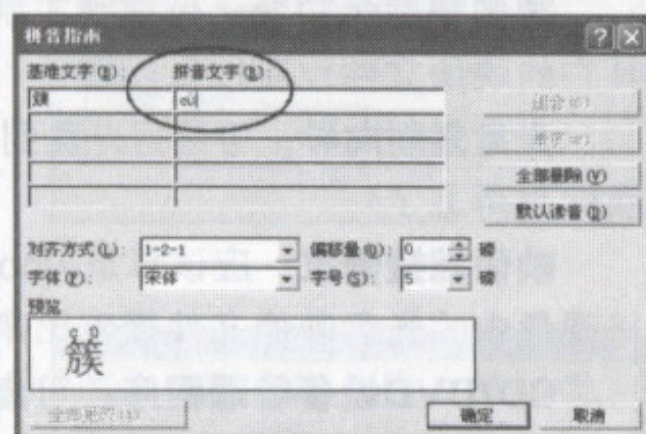 拼音指南
基准文字(B): 拼音文字(R):
簇 cù
组合(C)
单字(W)
全部删除(V)
默认读音(D)
对齐方式(L): 1-2-1 偏移量(O): 0 磅
字体(F): 宋体 字号(S): 5 磅
预览
c ù
簇
确定 取消